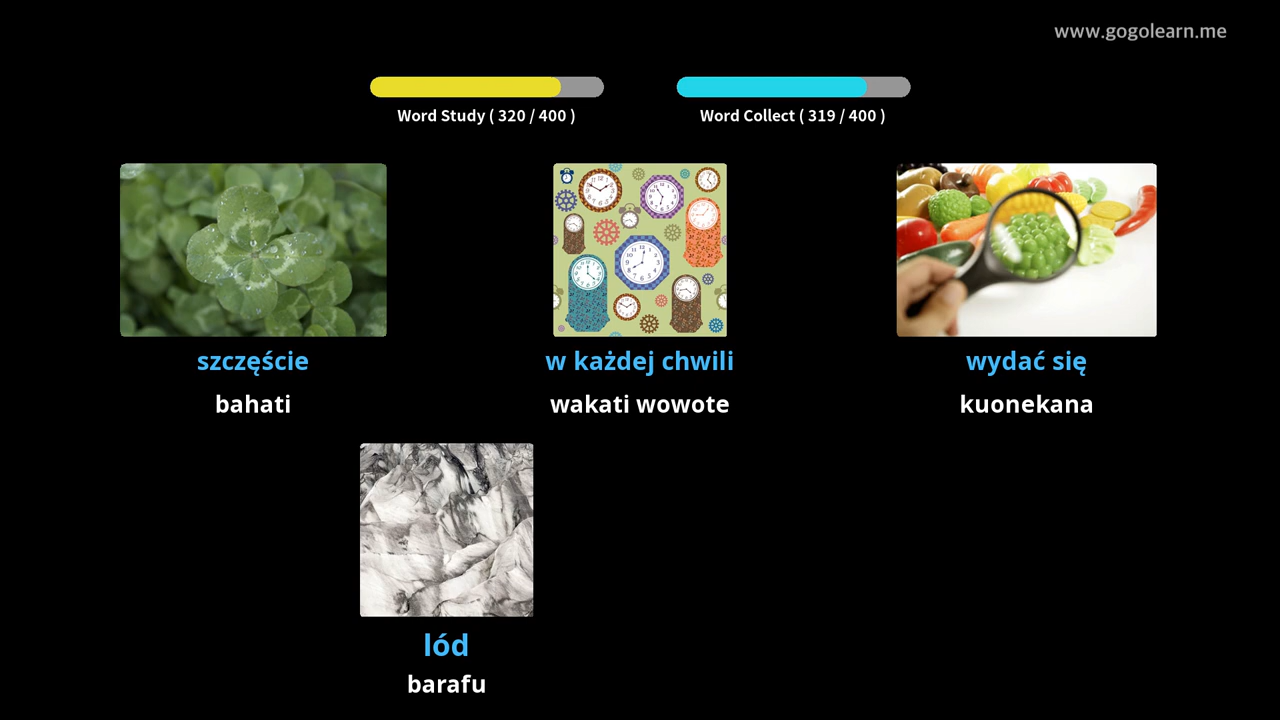 www.gogolearn.me
Word Study ( 320 / 400 )
Word Collect ( 319 / 400 )
szczęście
w każdej chwili
wydać się
bahati
wakati wowote
kuonekana
lód
barafu